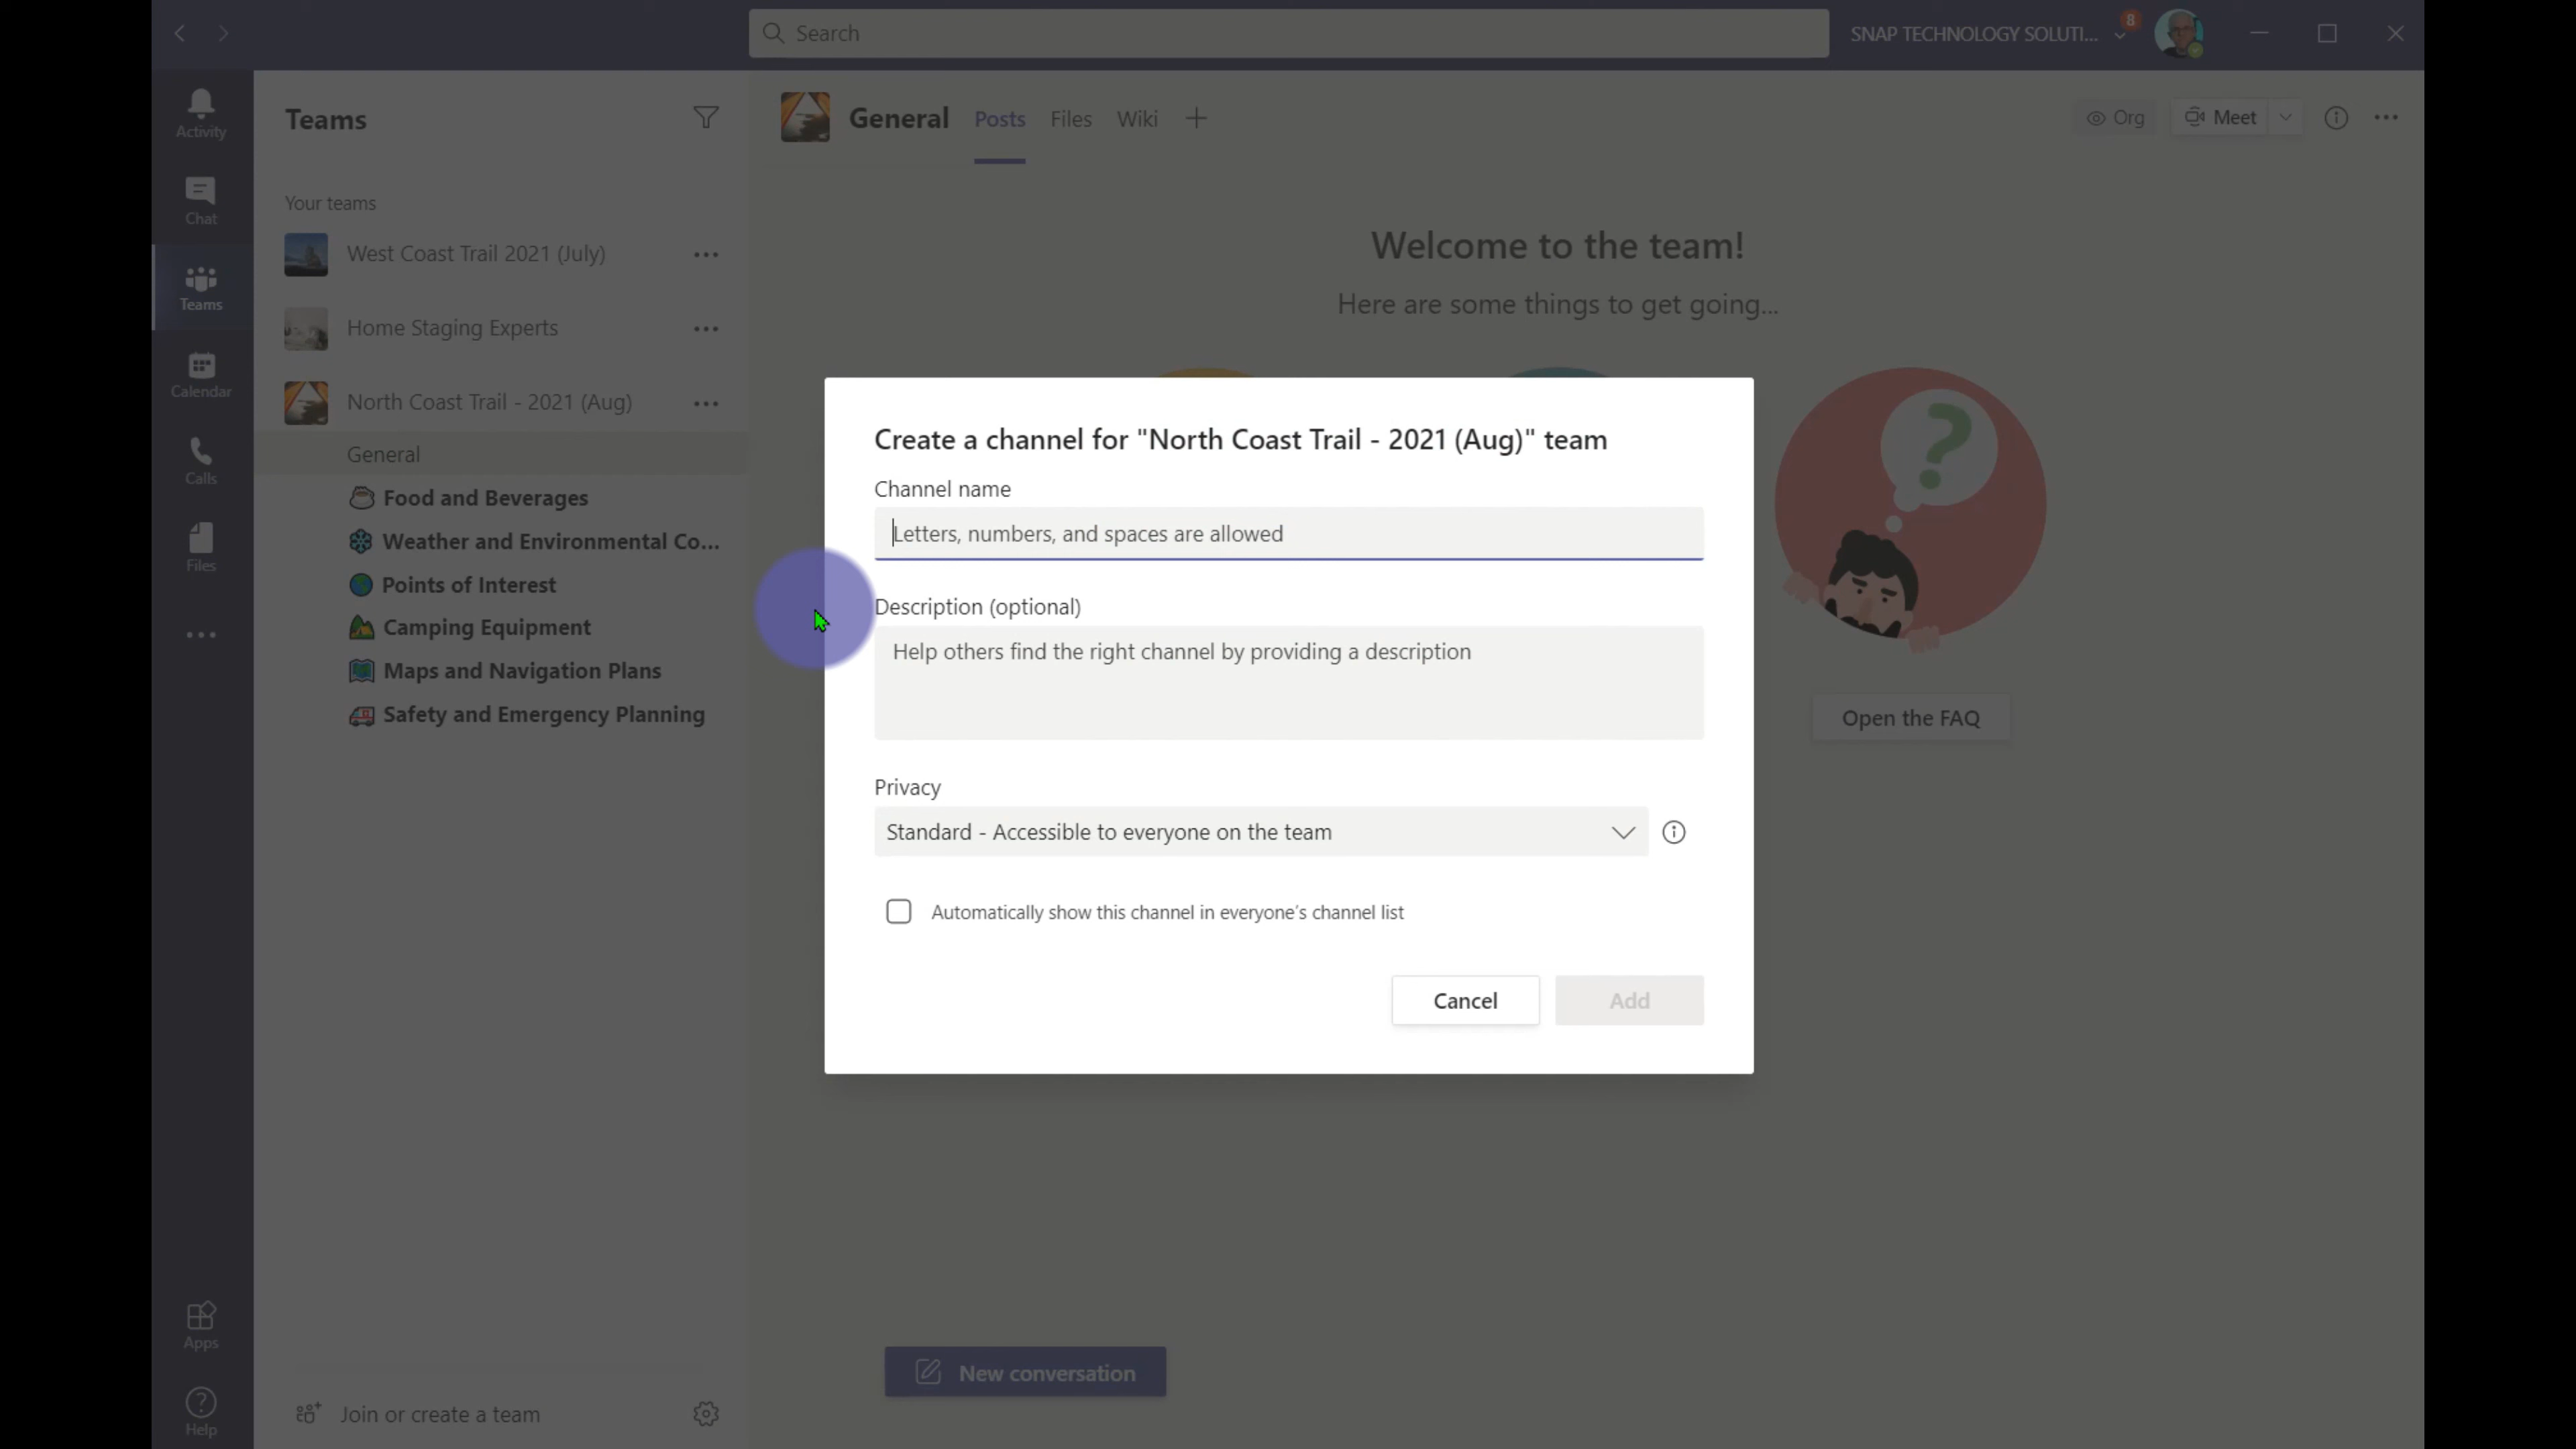 Search
SNAP TECHNOLOGY SOLUTI...
8
Activity
Chat
Teams
Calendar
Calls
Files
Apps
Help
Teams
Your teams
West Coast Trail 2021 (July)
Home Staging Experts
North Coast Trail - 2021 (Aug)
General
Food and Beverages
Weather and Environmental Co...
Points of Interest
Camping Equipment
Maps and Navigation Plans
Safety and Emergency Planning
Join or create a team
General Posts Files Wiki
Org Meet
Welcome to the team!
Here are some things to get going...
Create a channel for "North Coast Trail - 2021 (Aug)" team
Channel name
Letters, numbers, and spaces are allowed
Description (optional)
Help others find the right channel by providing a description
Privacy
Standard - Accessible to everyone on the team
Automatically show this channel in everyone's channel list
Cancel Add
Open the FAQ
New conversation